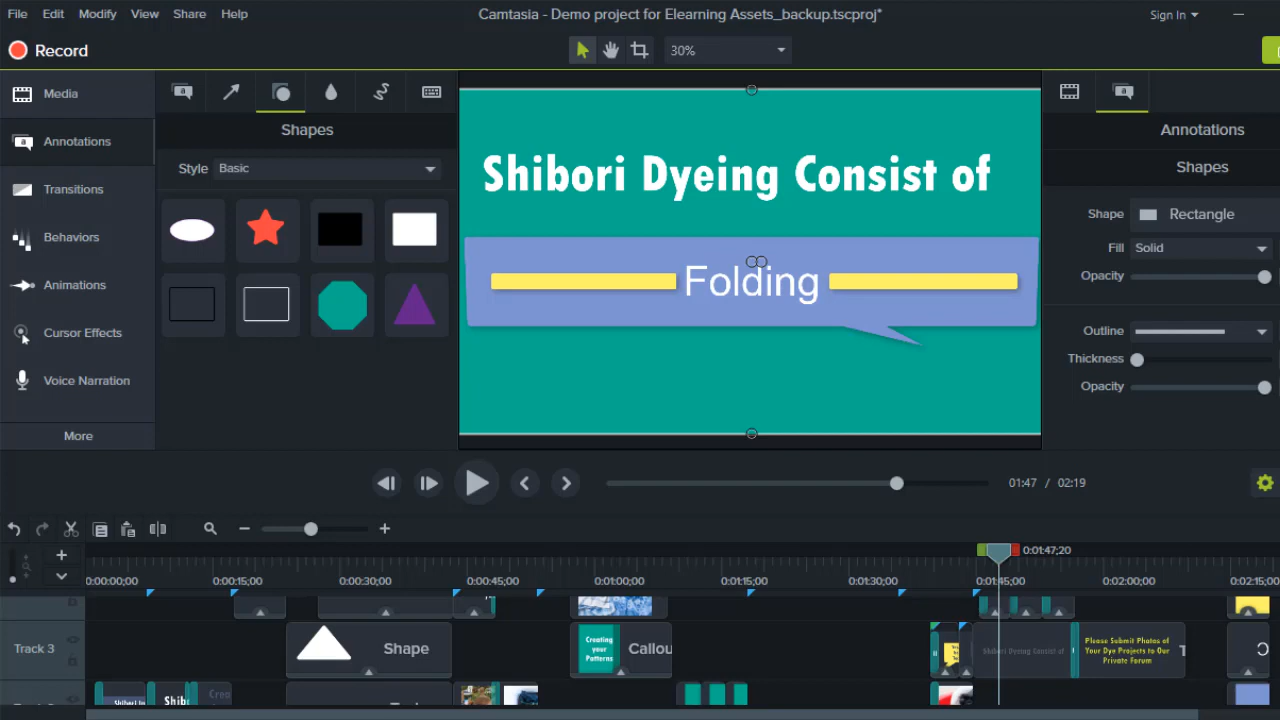 File Edit Modify View Share Help
Camtasia - Demo project for Elearning Assets_backup.tscproj*
Sign In
Record
30%
Media
Annotations
Transitions
Behaviors
Animations
Cursor Effects
Voice Narration
More
Shapes
Style Basic
Shibori Dyeing Consist of
Folding
Annotations
Shapes
Shape Rectangle
Fill Solid
Opacity
Outline
Thickness
Opacity
01:47 / 02:19
0:01:47;20
0:00:00;00 0:00:15;00 0:00:30;00 0:00:45;00 0:01:00;00 0:01:15;00 0:01:30;00 0:01:45;00 0:02:00;00 0:02:15;00
Track 3
Shape
Creating
your
Patterns
Callou
Shibori Dyeing Consist of
Please Submit Photos of
Your Dye Projects to Our
Private Forum